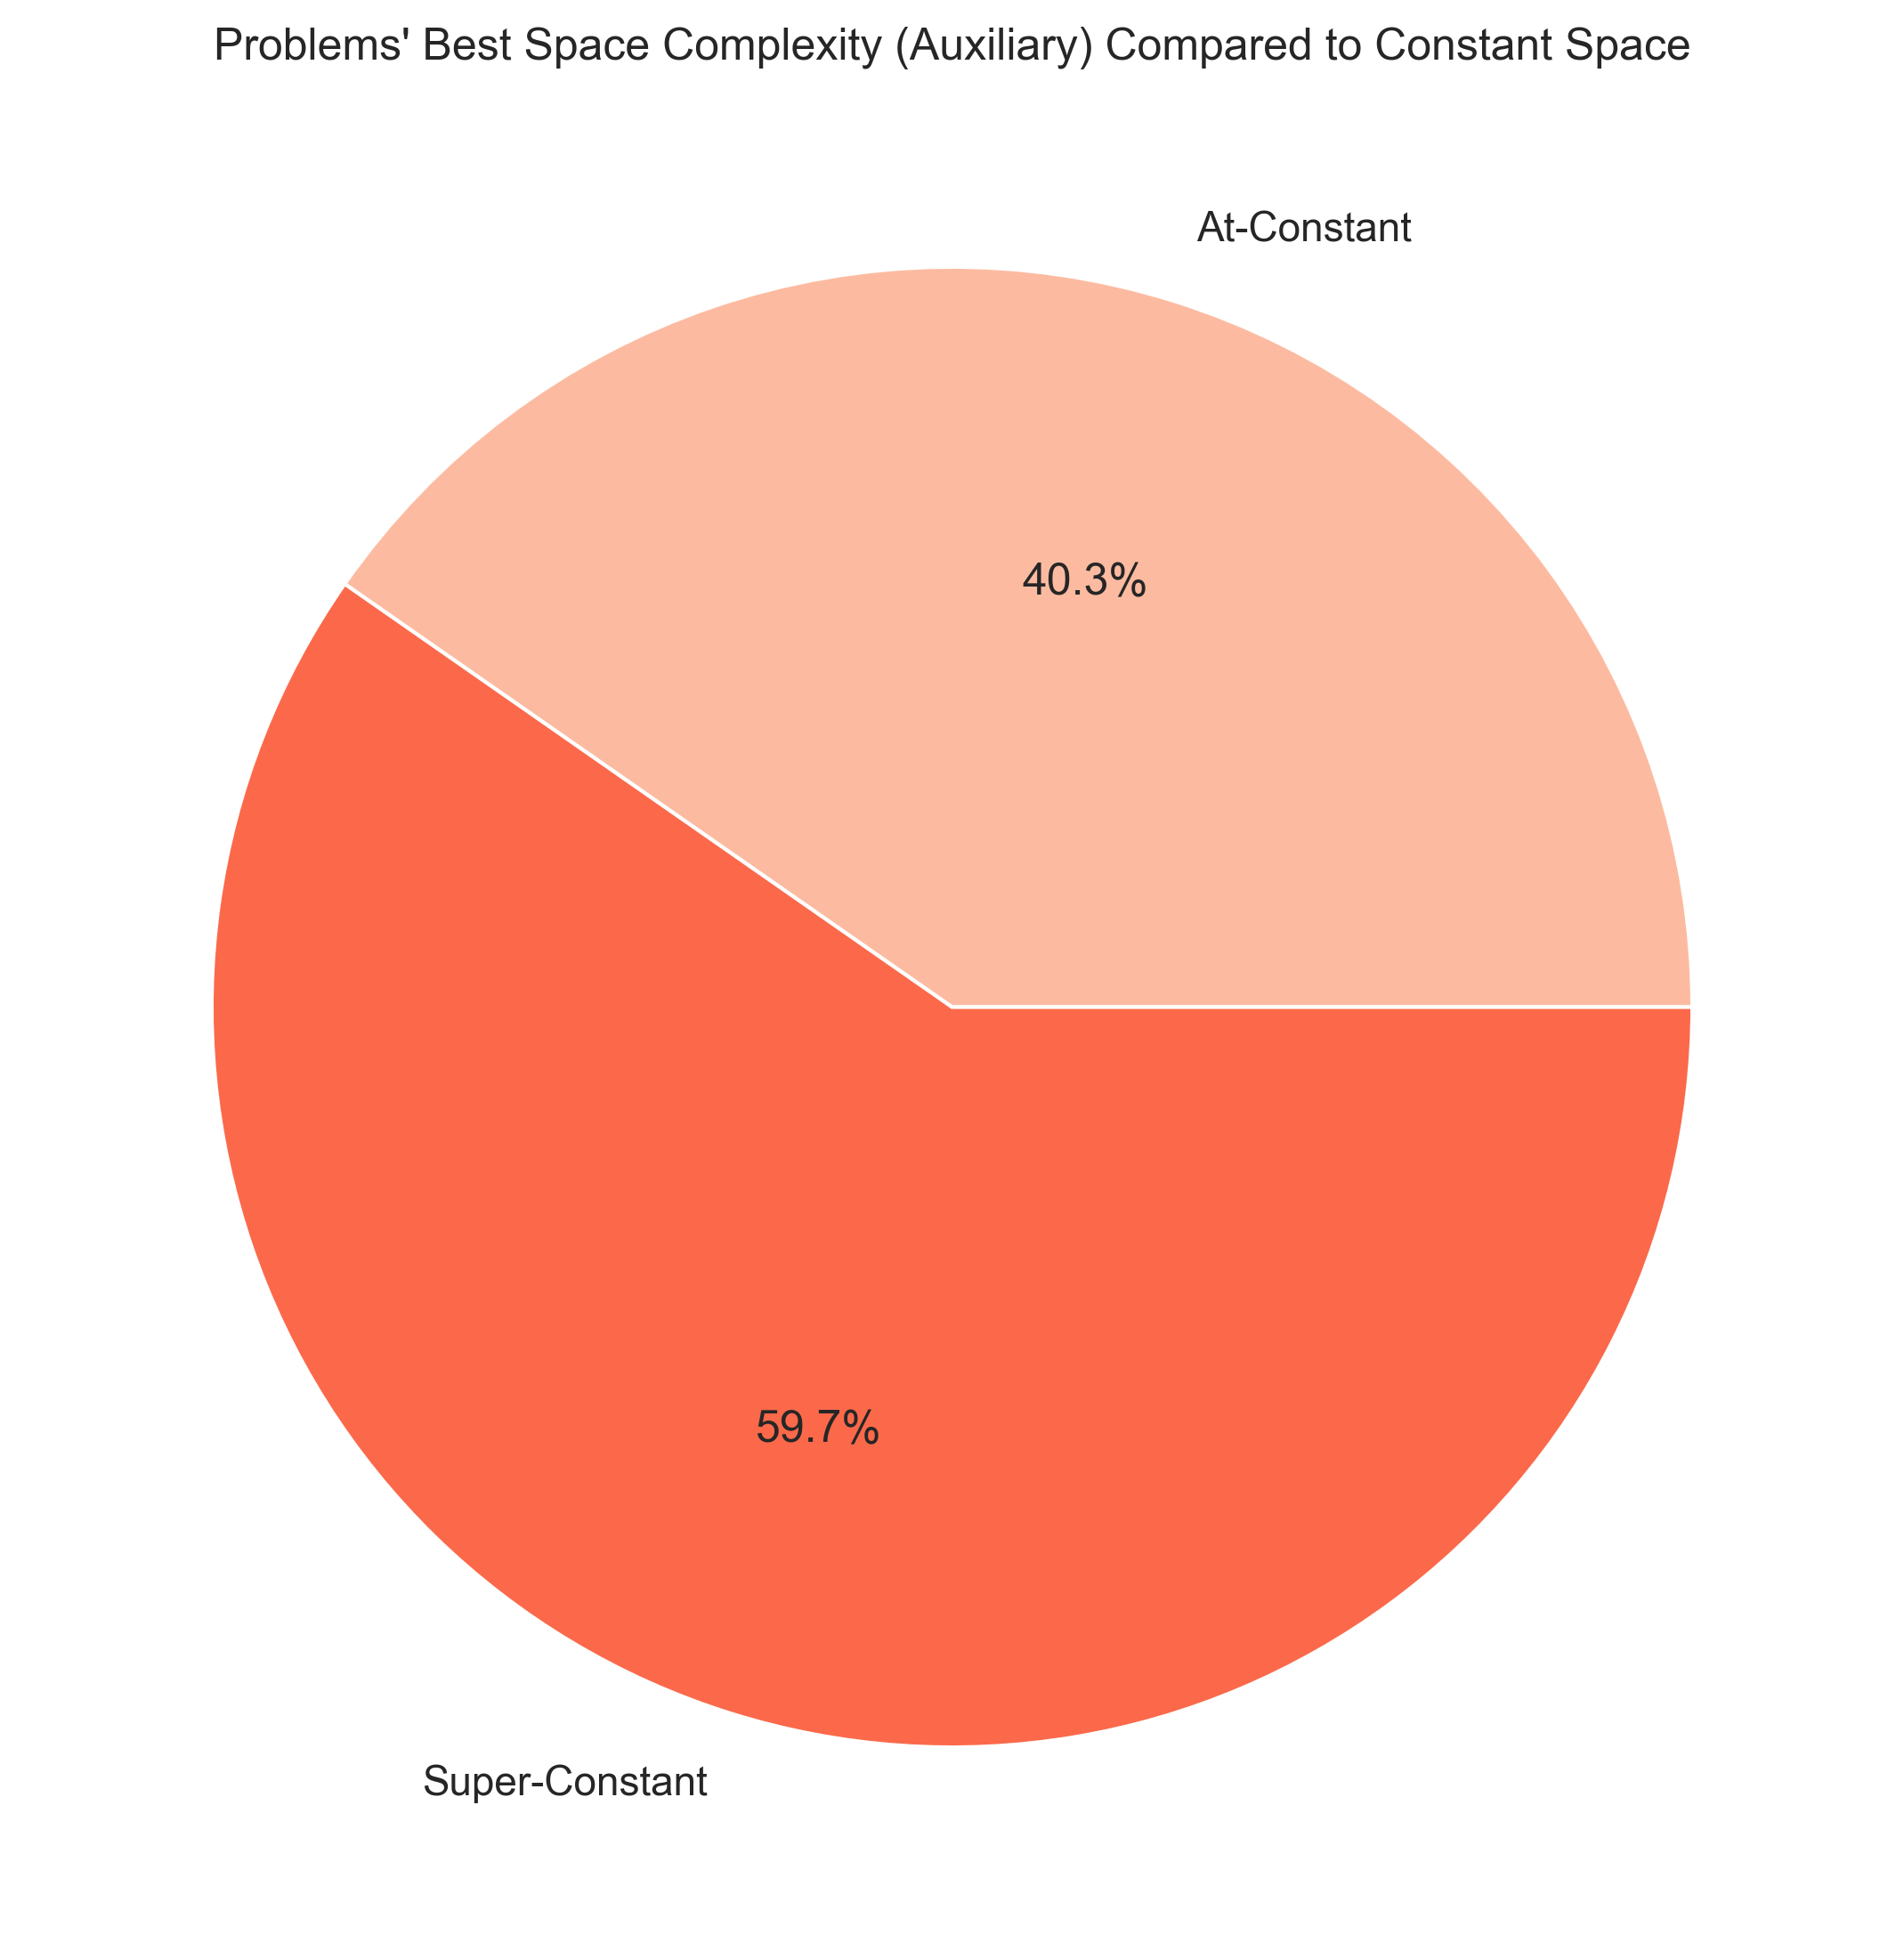 Problems' Best Space Complexity (Auxiliary) Compared to Constant Space
At-Constant
40.3%
59.7%
Super-Constant